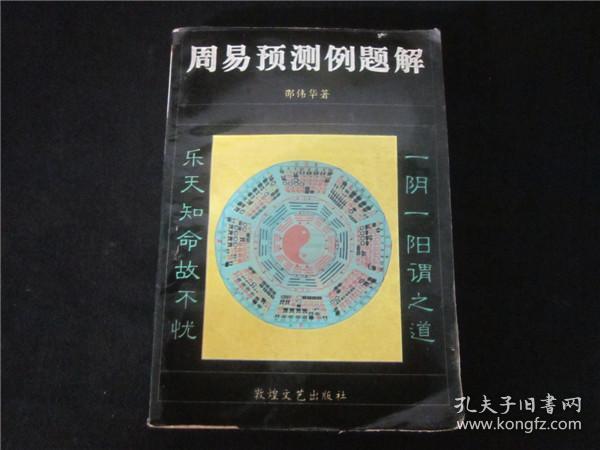 周易预测例题解
邵伟华著
一阴一阳谓之道
乐天知命故不忧
敦煌文艺出版社
孔夫子旧书网
www.kongfz.com